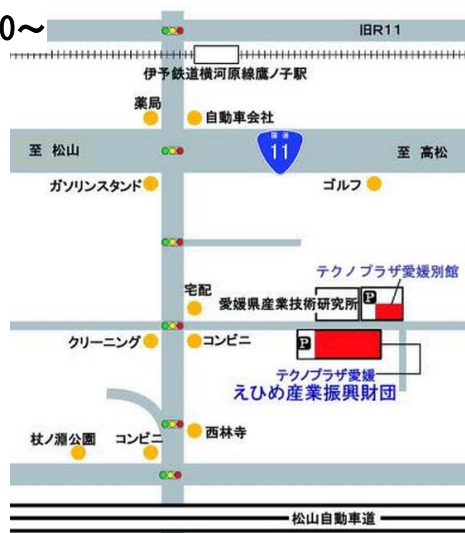 0～
旧R11
伊予鉄道横河原線鷹ノ子駅
薬局
自動車会社
国道
11
至 松山
至 高松
ガソリンスタンド
ゴルフ
テクノプラザ愛媛別館
宅配
愛媛県産業技術研究所
P
クリーニング
コンビニ
P
テクノプラザ愛媛
えひめ産業振興財団
杖ノ淵公園
コンビニ
西林寺
松山自動車道